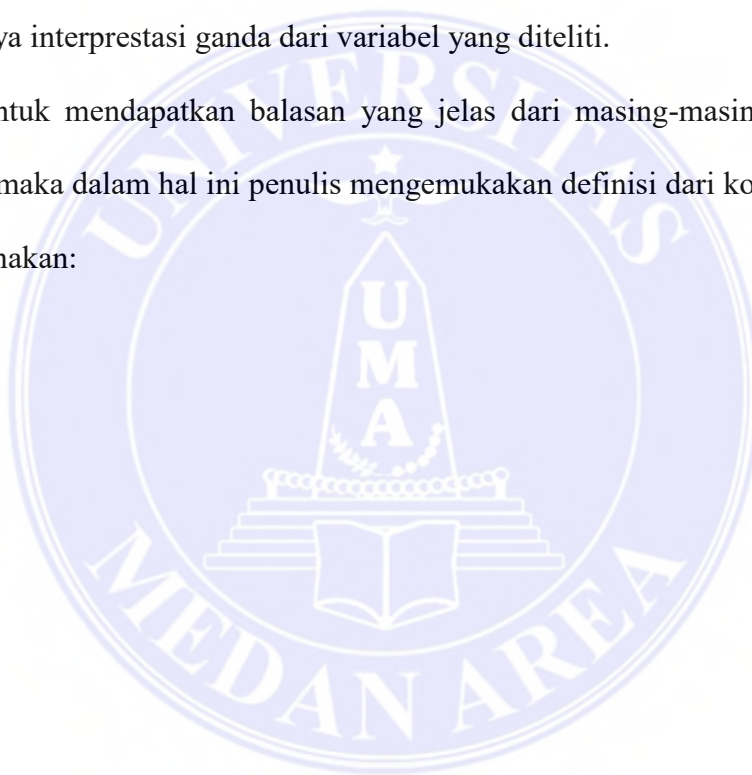 ya interprestasi ganda dari variabel yang diteliti.
ntuk mendapatkan balasan yang jelas dari masing-masin
maka dalam hal ini penulis mengemukakan definisi dari ko
nakan:
UNIVERSITAS
UMA
MEDAN AREA